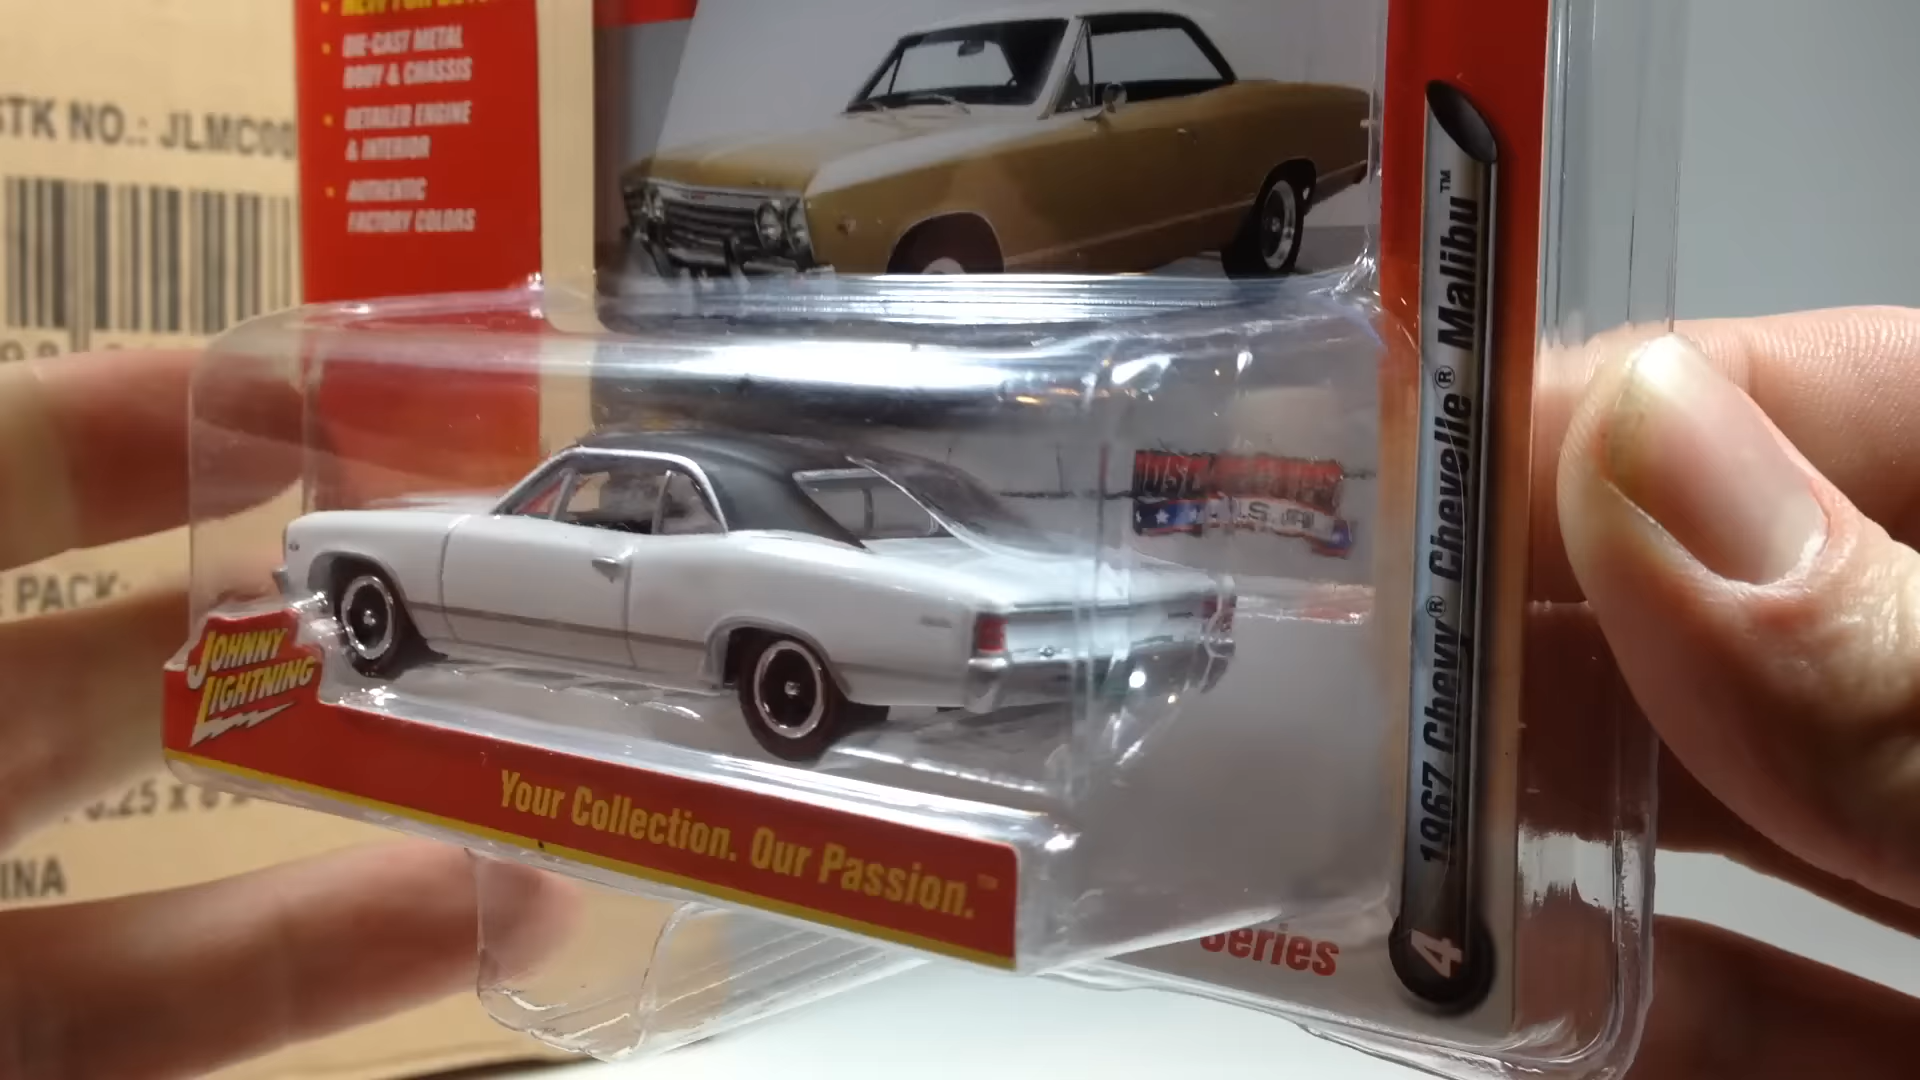 DIE-CAST METAL
BODY & CHASSIS
DETAILED ENGINE
& INTERIOR
AUTHENTIC
FACTORY COLORS
STK NO.: JLMC00
PACK:
INA
JOHNNY
LIGHTNING
Your Collection. Our Passion.™
U.S.A.
Series
1967 Chevy® Chevelle® Malibu™
4